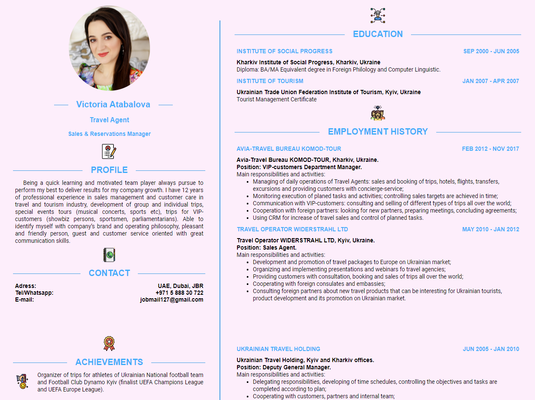 Victoria Atabalova
Travel Agent
Sales & Reservations Manager
PROFILE
Being a quick learning and motivated team player always pursue to
perform my best to deliver results for my company growth. I have 12 years
of professional experience in sales management and customer care in
travel and tourism industry, development of group and individual trips,
special events tours (musical concerts, sports etc), trips for VIP-
customers (showbiz persons, sportsmen, parliamentarians). Able to
identify myself with company's brand and operating philosophy, pleasant
and friendly person, guest and customer service oriented with great
communication skills.
CONTACT
Adress: UAE, Dubai, JBR
Tel/Whatsapp: +971 5 888 30 722
E-mail: jobmail127@gmail.com
ACHIEVEMENTS
Organizer of trips for athletes of Ukrainian National football team
and Football Club Dynamo Kyiv (finalist UEFA Champions League
and UEFA Europe League).
EDUCATION
INSTITUTE OF SOCIAL PROGRESS SEP 2000 - JUN 2005
Kharkiv Institute of Social Progress, Kharkiv, Ukraine
Diploma: BA/MA Equivalent degree in Foreign Philology and Computer Linguistic.
INSTITUTE OF TOURISM JAN 2007 - APR 2007
Ukrainian Trade Union Federation Institute of Tourism, Kyiv, Ukraine
Tourist Management Certificate
EMPLOYMENT HISTORY
AVIA-TRAVEL BUREAU KOMOD-TOUR FEB 2012 - NOV 2017
Avia-Travel Bureau KOMOD-TOUR, Kharkiv, Ukraine.
Position: VIP-customers Department Manager.
Main responsibilities and activities:
• Managing of daily operations of Travel Agents: sales and booking of trips, hotels, flights, transfers,
excursions and providing customers with concierge-service;
• Monitoring execution of planed tasks and activities; controlling sales targets are achieved in time;
• Communication with VIP-customers: consulting and selling of different types of trips all over the world;
• Cooperation with foreign partners: looking for new partners, preparing meetings, concluding agreements;
• Using CRM for increase of travel sales and control of planned tasks.
TRAVEL OPERATOR WIDERSTRAHL LTD MAY 2010 - JAN 2012
Travel Operator WIDERSTRAHL LTD, Kyiv, Ukraine.
Position: Sales Agent.
Main responsibilities and activities:
• Development and promotion of travel packages to Europe on Ukrainian market;
• Organizing and implementing presentations and webinars to travel agencies;
• Providing customers with consultation, booking and sales of trips all over the world;
• Cooperating with foreign consulates and embassies;
• Consulting foreign partners about new travel products that can be interesting for Ukrainian tourists,
product development and its promotion on Ukrainian market.
UKRAINIAN TRAVEL HOLDING JUN 2005 - JAN 2010
Ukrainian Travel Holding, Kyiv and Kharkiv offices.
Position: Deputy General Manager.
Main responsibilities and activities:
• Delegating responsibilities, developing of time schedules, controlling the objectives and tasks are
completed according to plan;
• Cooperating with customers, partners and internal team;